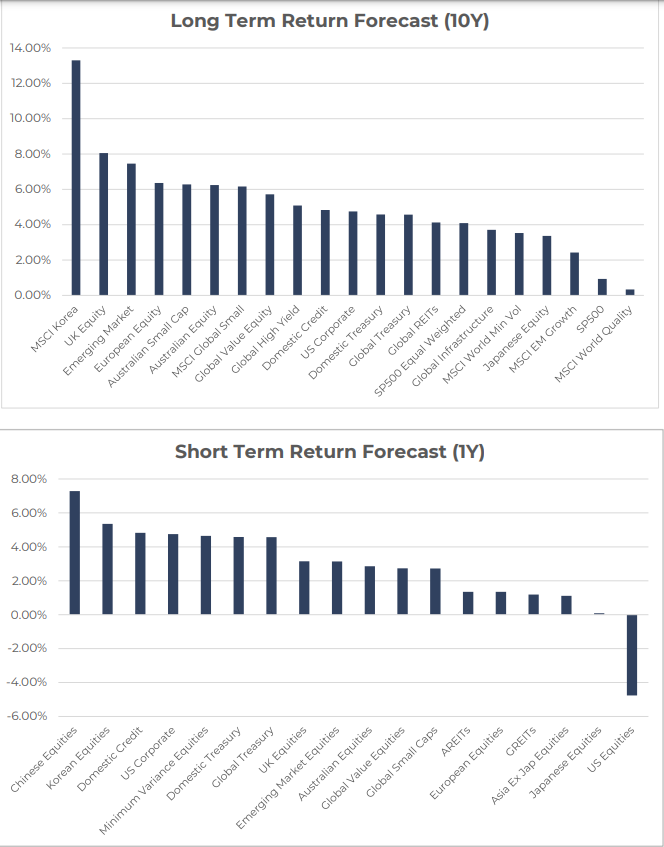 Long Term Return Forecast (10Y)
14.00%
12.00%
10.00%
8.00%
6.00%
4.00%
2.00%
0.00%
MSCI Korea
UK Equity
Emerging Market
European Equity
Australian Small Cap
Australian Equity
MSCI Global Small
Global Value Equity
Global High Yield
Domestic Credit
US Corporate
Domestic Treasury
Global Treasury
Global REITs
SP500 Equal Weighted
Global Infrastructure
MSCI World Min Vol
Japanese Equity
MSCI EM Growth
SP500
MSCI World Quality
Short Term Return Forecast (1Y)
8.00%
6.00%
4.00%
2.00%
0.00%
-2.00%
-4.00%
-6.00%
Chinese Equities
Korean Equities
Domestic Credit
US Corporate
Minimum Variance Equities
Domestic Treasury
Global Treasury
UK Equities
Emerging Market Equities
Australian Equities
Global Value Equities
Global Small Caps
AREITs
European Equities
GREITs
Asia Ex Jap Equities
Japanese Equities
US Equities